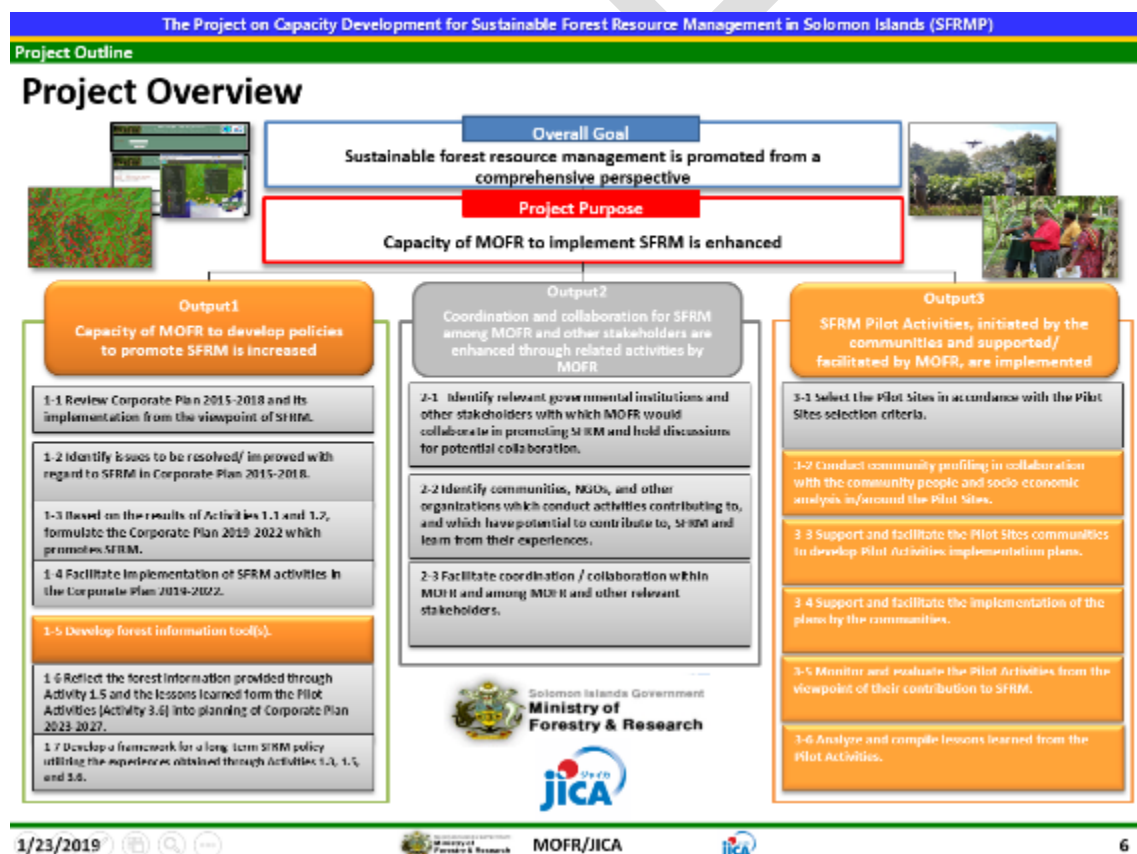 The Project on Capacity Development for Sustainable Forest Resource Management in Solomon Islands (SFRMP)
Project Outline
Project Overview
Overall Goal
Sustainable forest resource management is promoted from a
comprehensive perspective
Project Purpose
Capacity of MOFR to implement SFRM is enhanced
Output1
Capacity of MOFR to develop policies
to promote SFRM is increased
1-1 Review Corporate Plan 2015-2018 and its
implementation from the viewpoint of SFRM.
1-2 Identify issues to be resolved/ improved with
regard to SFRM in Corporate Plan 2015-2018.
1-3 Based on the results of Activities 1.1 and 1.2,
formulate the Corporate Plan 2019-2022 which
promotes SFRM.
1-4 Facilitate implementation of SFRM activities in
the Corporate Plan 2019-2022.
1-5 Develop forest information tool(s).
1-6 Reflect the forest information provided through
Activity 1.5 and the lessons learned form the Pilot
Activities (Activity 3.6) into planning of Corporate Plan
2023-2027.
1-7 Develop a framework for a long-term SFRM policy
utilizing the experiences obtained through Activities 1.3, 1.5,
and 3.6.
Output2
Coordination and collaboration for SFRM
among MOFR and other stakeholders are
enhanced through related activities by
MOFR
2-1 Identify relevant governmental institutions and
other stakeholders with which MOFR would
collaborate in promoting SFRM and hold discussions
for potential collaboration.
2-2 Identify communities, NGOs, and other
organizations which conduct activities contributing to,
and which have potential to contribute to, SFRM and
learn from their experiences.
2-3 Facilitate coordination / collaboration within
MOFR and among MOFR and other relevant
stakeholders.
Output3
SFRM Pilot Activities, initiated by the
communities and supported/
facilitated by MOFR, are implemented
3-1 Select the Pilot Sites in accordance with the Pilot
Sites selection criteria.
3-2 Conduct community profiling in collaboration
with the community people and socio-economic
analysis in/around the Pilot Sites.
3-3 Support and facilitate the Pilot Sites communities
to develop Pilot Activities implementation plans.
3-4 Support and facilitate the implementation of the
plans by the communities.
3-5 Monitor and evaluate the Pilot Activities from the
viewpoint of their contribution to SFRM.
3-6 Analyze and compile lessons learned from the
Pilot Activities.
Solomon Islands Government
Ministry of
Forestry & Research
JICA
1/23/2019
Ministry of
Forestry & Research
MOFR/JICA
JICA
6